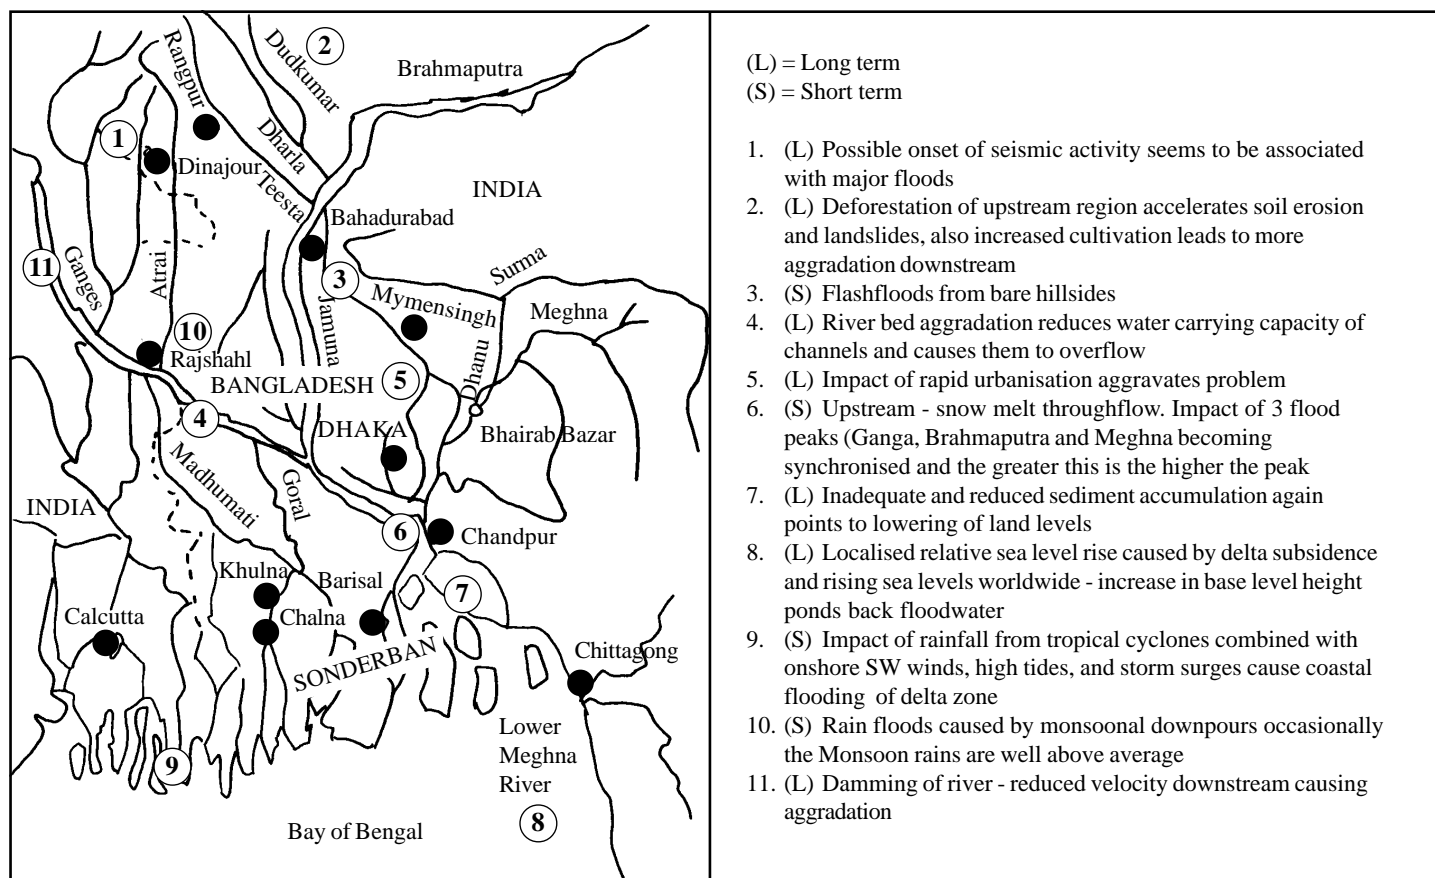 2
Dudkumar
Brahmaputra
Rangpur
1
Dharla
Dinajour
Teesta
INDIA
Bahadurabad
11
Ganges
Atrai
3
Surma
Jamuna
Mymensingh
Meghna
10
Rajshahl
BANGLADESH
5
Dhanu
4
DHAKA
Bhairab Bazar
Madhumati
Goral
INDIA
6
Chandpur
Khulna
Barisal
7
Calcutta
Chalna
SONDERBAN
Chittagong
Lower
Meghna
River
9
8
Bay of Bengal
(L) = Long term
(S) = Short term
1. (L) Possible onset of seismic activity seems to be associated
with major floods
2. (L) Deforestation of upstream region accelerates soil erosion
and landslides, also increased cultivation leads to more
aggradation downstream
3. (S) Flashfloods from bare hillsides
4. (L) River bed aggradation reduces water carrying capacity of
channels and causes them to overflow
5. (L) Impact of rapid urbanisation aggravates problem
6. (S) Upstream - snow melt throughflow. Impact of 3 flood
peaks (Ganga, Brahmaputra and Meghna becoming
synchronised and the greater this is the higher the peak
7. (L) Inadequate and reduced sediment accumulation again
points to lowering of land levels
8. (L) Localised relative sea level rise caused by delta subsidence
and rising sea levels worldwide - increase in base level height
ponds back floodwater
9. (S) Impact of rainfall from tropical cyclones combined with
onshore SW winds, high tides, and storm surges cause coastal
flooding of delta zone
10. (S) Rain floods caused by monsoonal downpours occasionally
the Monsoon rains are well above average
11. (L) Damming of river - reduced velocity downstream causing
aggradation